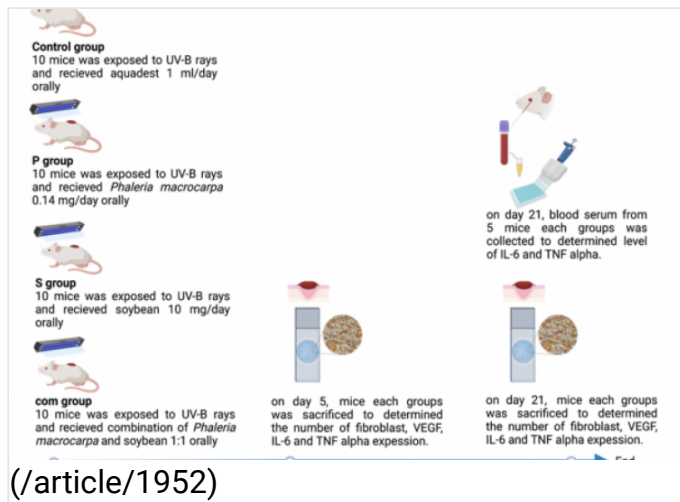 Control group
10 mice was exposed to UV-B rays
and recieved aquadest 1 ml/day
orally
P group
10 mice was exposed to UV-B rays
and recieved Phaleria macrocarpa
0.14 mg/day orally
S group
10 mice was exposed to UV-B rays
and recieved soybean 10 mg/day
orally
com group
10 mice was exposed to UV-B rays
and recieved combination of Phaleria
macrocarpa and soybean 1:1 orally
on day 5, mice each groups
was sacrificed to determined
the number of fibroblast, VEGF,
IL-6 and TNF alpha expession.
on day 21, blood serum from
5 mice each groups was
collected to determined level
of IL-6 and TNF alpha.
on day 21, mice each groups
was sacrificed to determined
the number of fibroblast, VEGF,
IL-6 and TNF alpha expession.
End
(/article/1952)